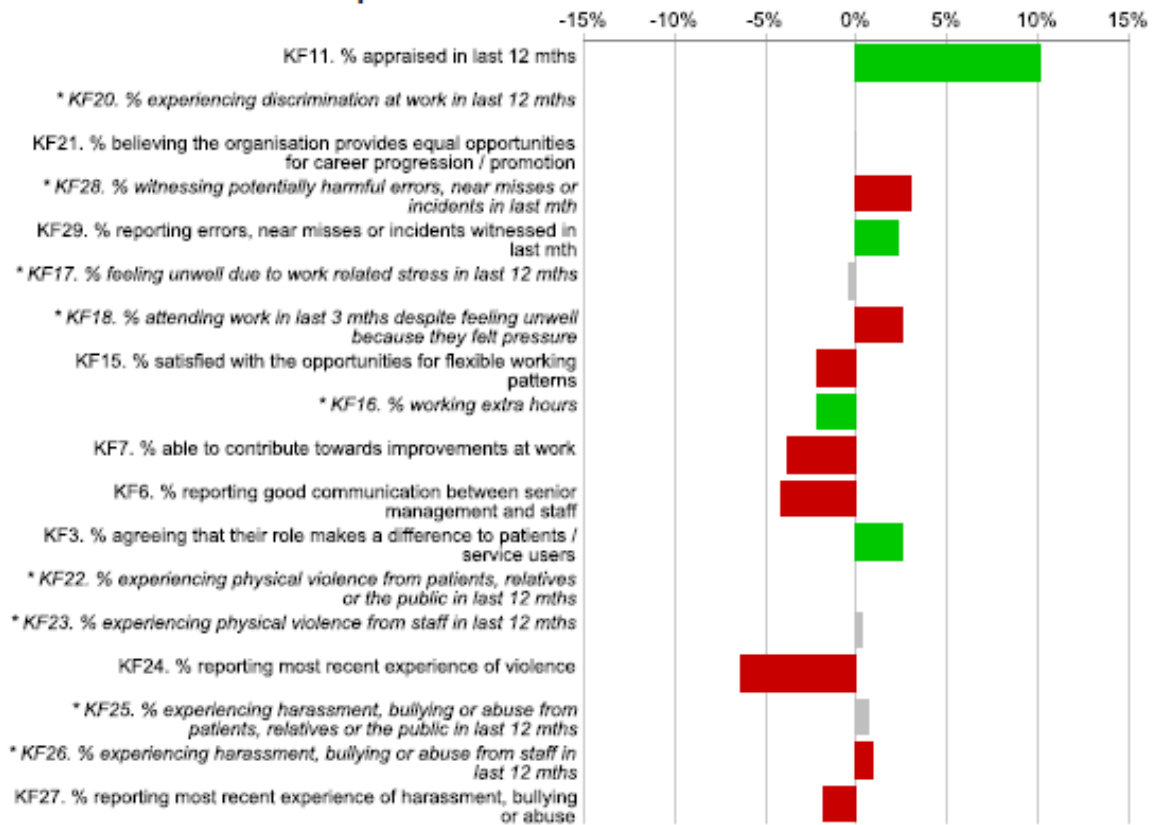 -15% -10% -5% 0% 5% 10% 15%
KF11. % appraised in last 12 mths
* KF20. % experiencing discrimination at work in last 12 mths
KF21. % believing the organisation provides equal opportunities
for career progression / promotion
* KF28. % witnessing potentially harmful errors, near misses or
incidents in last mth
KF29. % reporting errors, near misses or incidents witnessed in
last mth
* KF17. % feeling unwell due to work related stress in last 12 mths
* KF18. % attending work in last 3 mths despite feeling unwell
because they felt pressure
KF15. % satisfied with the opportunities for flexible working
patterns
* KF16. % working extra hours
KF7. % able to contribute towards improvements at work
KF6. % reporting good communication between senior
management and staff
KF3. % agreeing that their role makes a difference to patients /
service users
* KF22. % experiencing physical violence from patients, relatives
or the public in last 12 mths
* KF23. % experiencing physical violence from staff in last 12 mths
KF24. % reporting most recent experience of violence
* KF25. % experiencing harassment, bullying or abuse from
patients, relatives or the public in last 12 mths
* KF26. % experiencing harassment, bullying or abuse from staff in
last 12 mths
KF27. % reporting most recent experience of harassment, bullying
or abuse